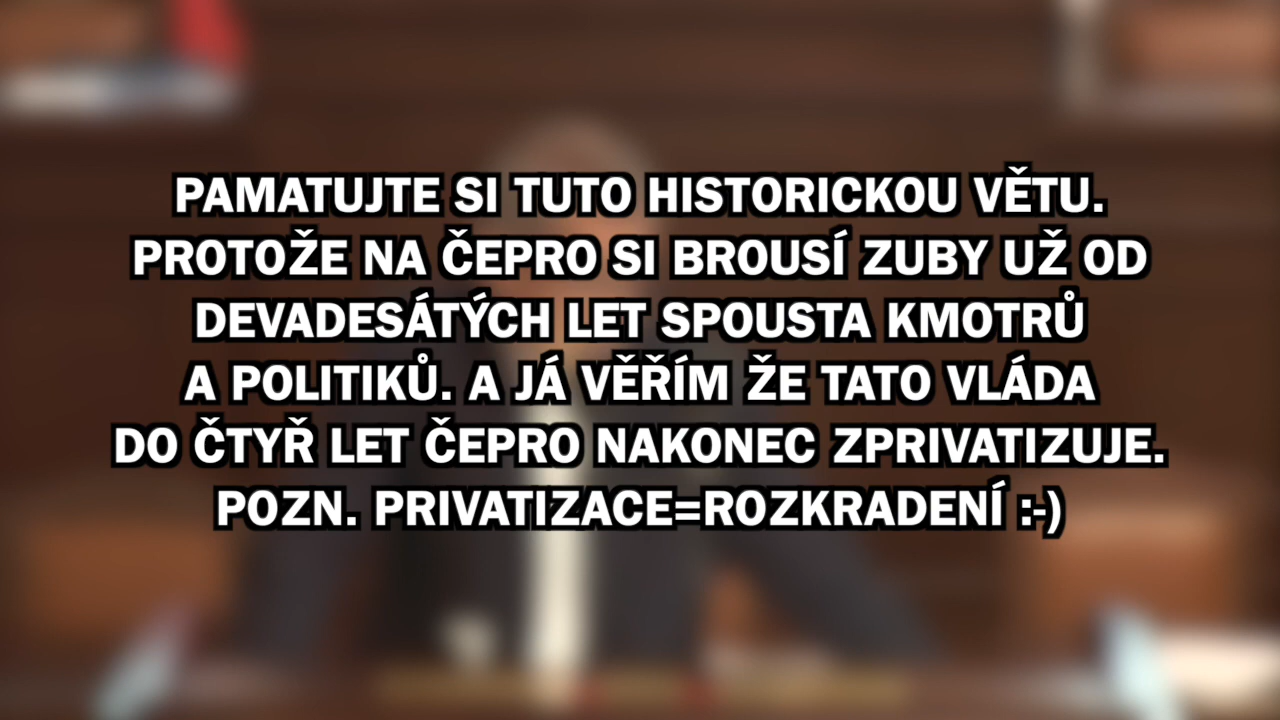 PAMATUJTE SI TUTO HISTORICKOU VĚTU.
PROTOŽE NA ČEPRO SI BROUSÍ ZUBY UŽ OD
DEVADESÁTÝCH LET SPOUSTA KMOTRŮ
A POLITIKŮ. A JÁ VĚŘÍM ŽE TATO VLÁDA
DO ČTYŘ LET ČEPRO NAKONEC ZPRIVATIZUJE.
POZN. PRIVATIZACE=ROZKRADENÍ :-)